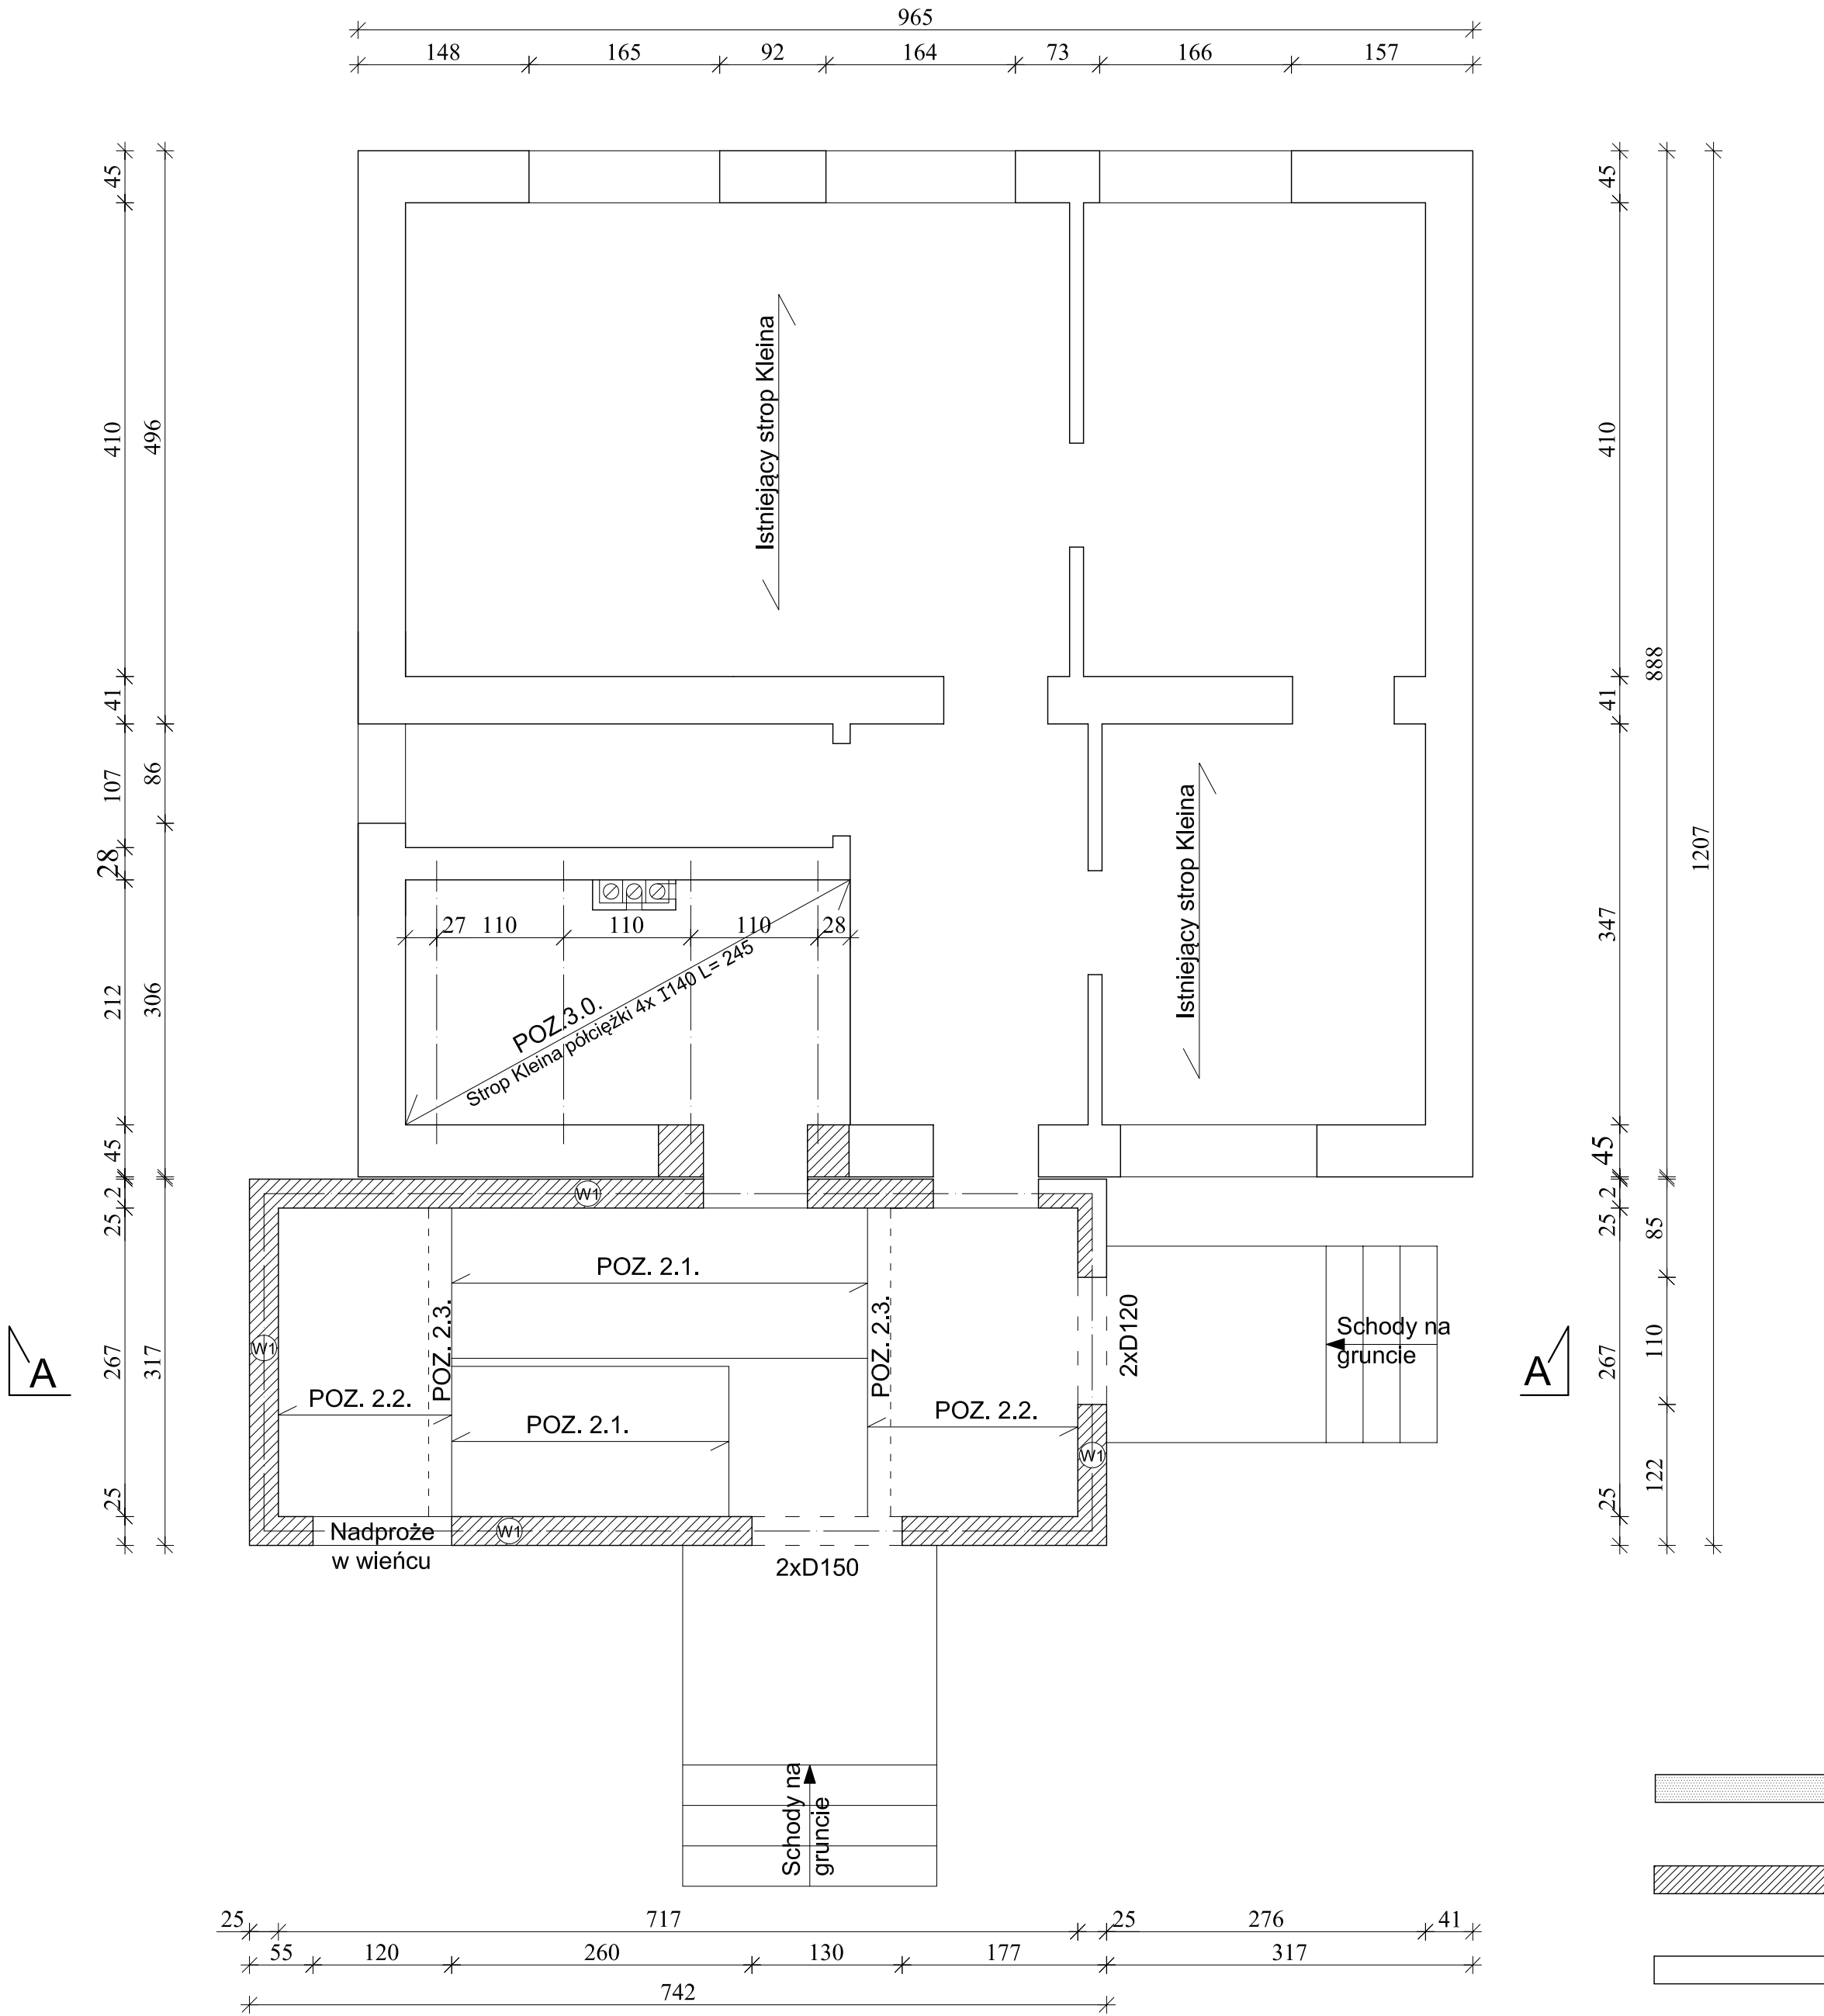 965
148 165 92 164 73 166 157
45
410
496
41
107
86
28
212
306
45
2
25
267
317
25
45
410
41
888
1207
347
45
2
25
85
267
110
122
25
Istniejący strop Kleina
Istniejący strop Kleina
27 110 110 110 28
POZ.3.0.
Strop Kleina półciężki 4x I140 L= 245
W1
POZ. 2.1.
POZ. 2.3.
POZ. 2.3.
2xD120
Schody na
gruncie
W1
A
A
POZ. 2.2.
POZ. 2.1.
POZ. 2.2.
W1
Nadproże
w wieńcu
W1
2xD150
Schody na
gruncie
25 717 25 276 41
55 120 260 130 177 317
742